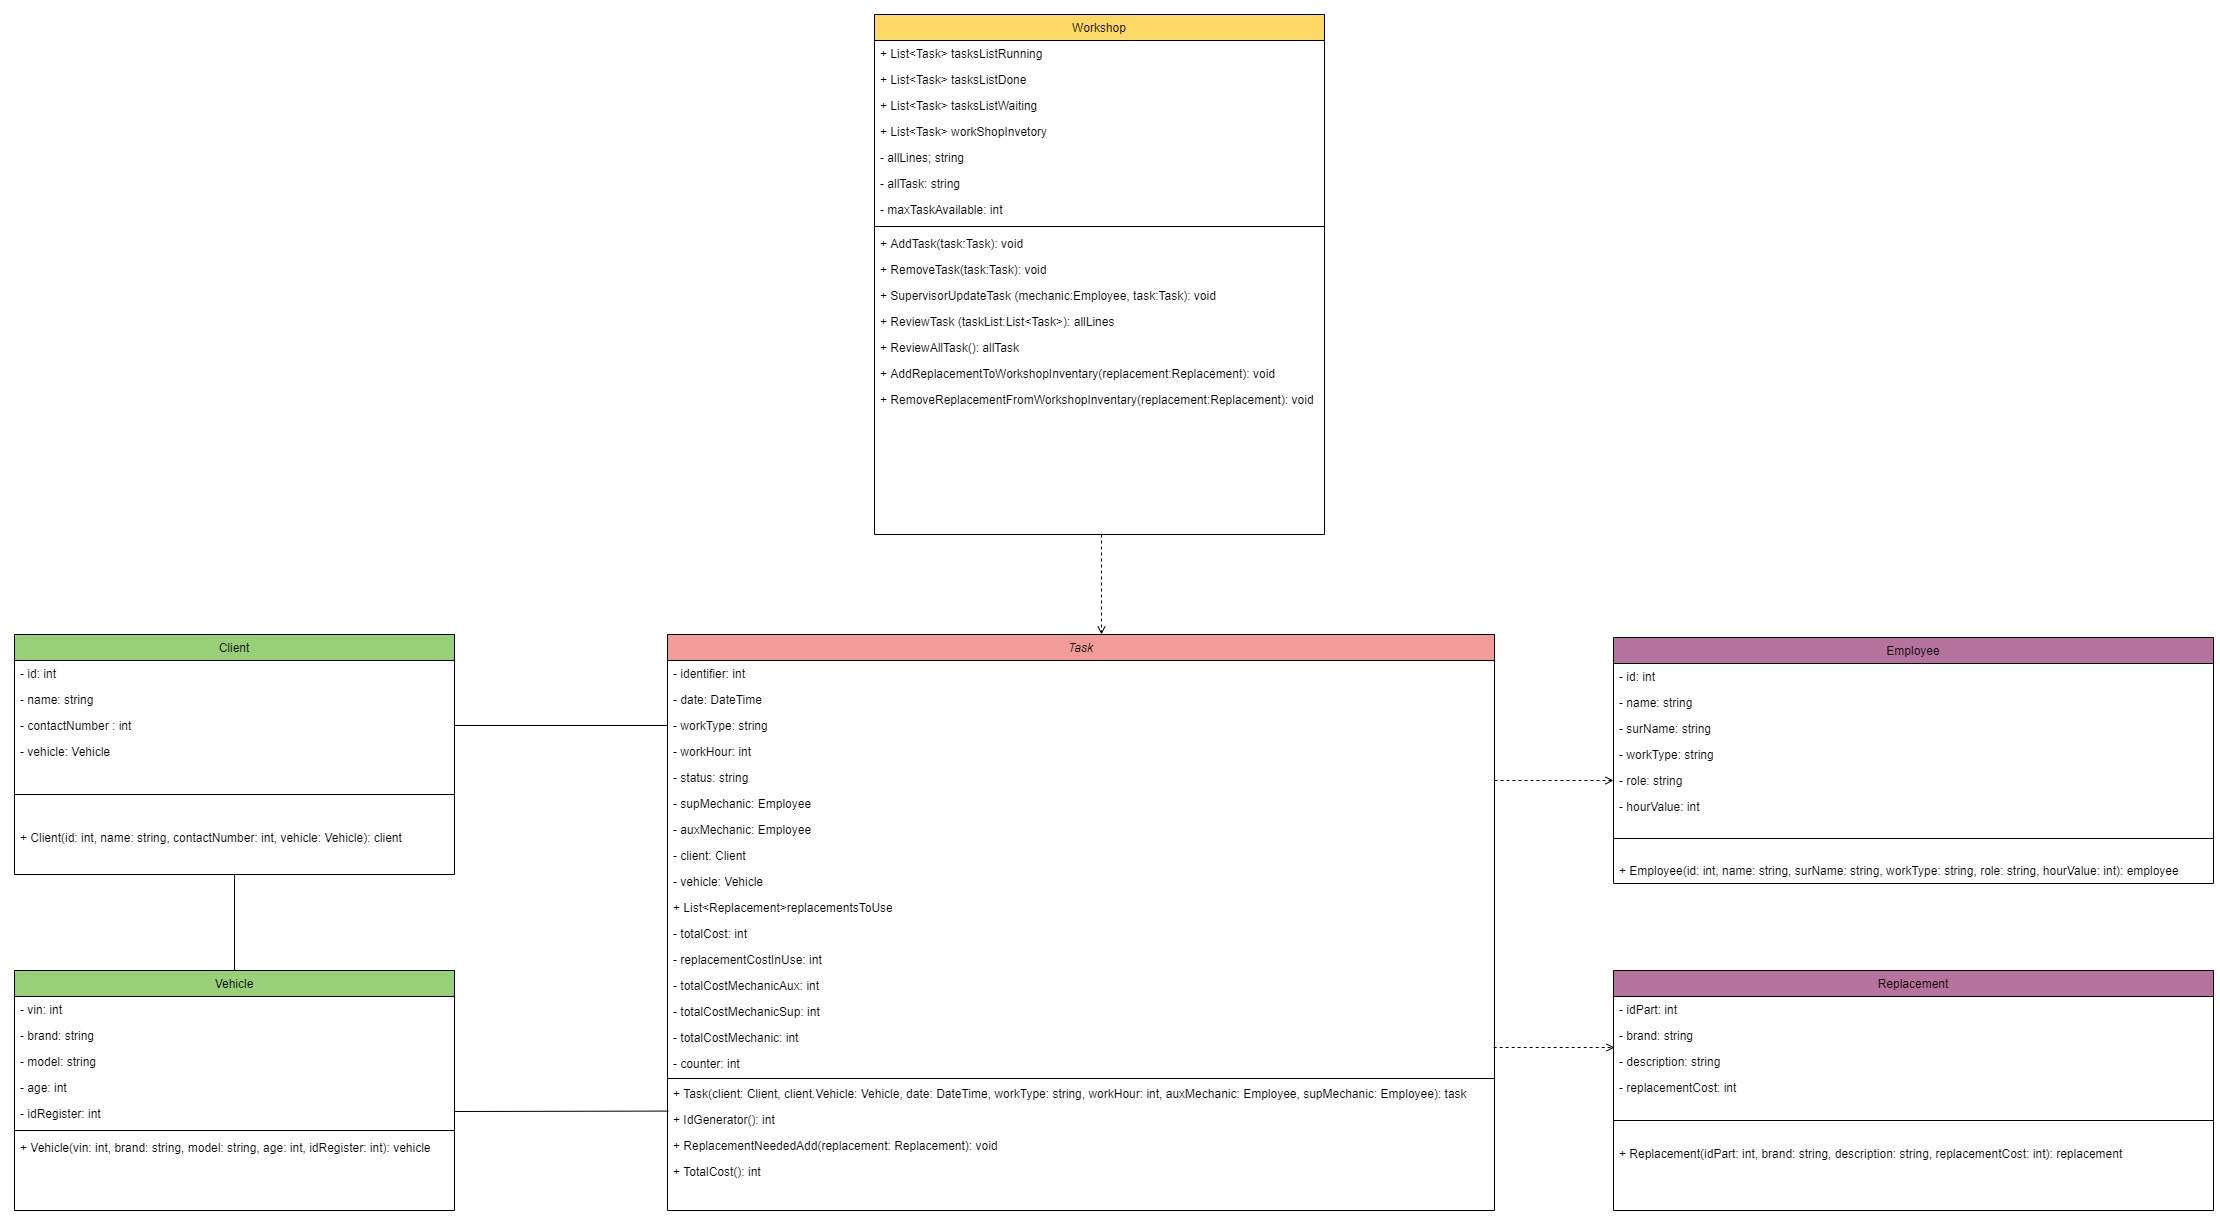 Workshop
+ List<Task> tasksListRunning
+ List<Task> tasksListDone
+ List<Task> tasksListWaiting
+ List<Task> workShopInvetory
- allLines; string
- allTask: string
- maxTaskAvailable: int
+ AddTask(task:Task): void
+ RemoveTask(task:Task): void
+ SupervisorUpdateTask (mechanic:Employee, task:Task): void
+ ReviewTask (taskList:List<Task>): allLines
+ ReviewAllTask(): allTask
+ AddReplacementToWorkshopInventary(replacement:Replacement): void
+ RemoveReplacementFromWorkshopInventary(replacement:Replacement): void
Client
- id: int
- name: string
- contactNumber : int
- vehicle: Vehicle
+ Client(id: int, name: string, contactNumber: int, vehicle: Vehicle): client
Vehicle
- vin: int
- brand: string
- model: string
- age: int
- idRegister: int
+ Vehicle(vin: int, brand: string, model: string, age: int, idRegister: int): vehicle
Task
- identifier: int
- date: DateTime
- workType: string
- workHour: int
- status: string
- supMechanic: Employee
- auxMechanic: Employee
- client: Client
- vehicle: Vehicle
+ List<Replacement>replacementsToUse
- totalCost: int
- replacementCostInUse: int
- totalCostMechanicAux: int
- totalCostMechanicSup: int
- totalCostMechanic: int
- counter: int
+ Task(client: Client, client.Vehicle: Vehicle, date: DateTime, workType: string, workHour: int, auxMechanic: Employee, supMechanic: Employee): task
+ IdGenerator(): int
+ ReplacementNeededAdd(replacement: Replacement): void
+ TotalCost(): int
Employee
- id: int
- name: string
- surName: string
- workType: string
- role: string
- hourValue: int
+ Employee(id: int, name: string, surName: string, workType: string, role: string, hourValue: int): employee
Replacement
- idPart: int
- brand: string
- description: string
- replacementCost: int
+ Replacement(idPart: int, brand: string, description: string, replacementCost: int): replacement